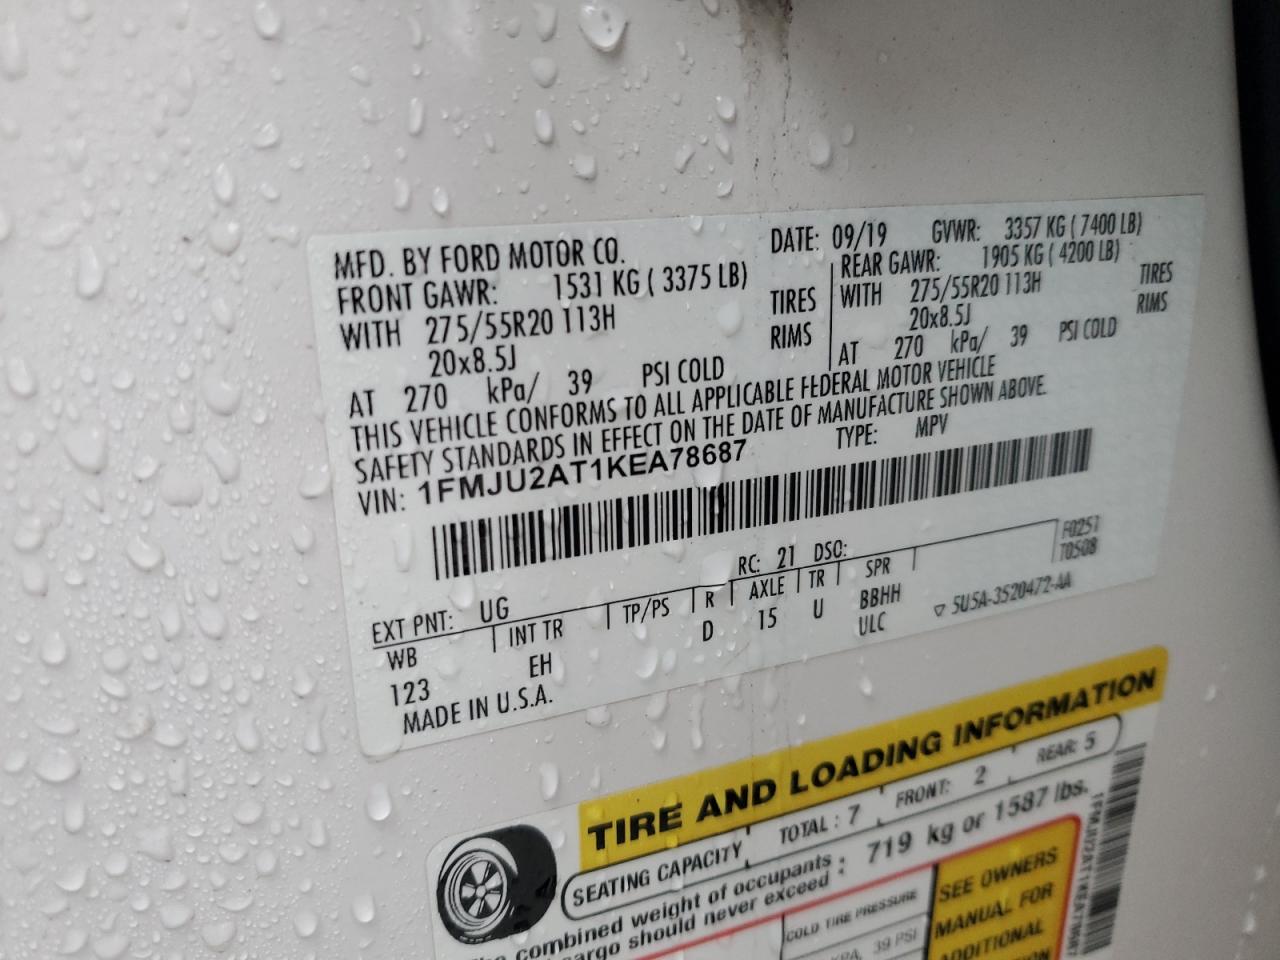 MFD. BY FORD MOTOR CO.
DATE: 09/19 GVWR: 3357 KG ( 7400 LB)
FRONT GAWR: 1531 KG ( 3375 LB)
REAR GAWR: 1905 KG ( 4200 LB)
WITH 275/55R20 113H TIRES
WITH 275/55R20 113H TIRES
20x8.5J RIMS
20x8.5J RIMS
AT 270 kPa/ 39 PSI COLD
AT 270 kPa/ 39 PSI COLD
THIS VEHICLE CONFORMS TO ALL APPLICABLE FEDERAL MOTOR VEHICLE
SAFETY STANDARDS IN EFFECT ON THE DATE OF MANUFACTURE SHOWN ABOVE.
VIN: 1FMJU2AT1KEA78687 TYPE: MPV
EXT PNT: UG RC: 21 DSO: F0251
WB INT TR TP/PS R AXLE TR SPR T0508
123 EH D 15 U BBHH
ULC ▽ 5U5A-3520472-AA
MADE IN U.S.A.
TIRE AND LOADING INFORMATION
SEATING CAPACITY TOTAL : 7 FRONT: 2 REAR: 5
combined weight of occupants : 719 kg or 1587 lbs.
cargo should never exceed :
COLD TIRE PRESSURE
KPA, 39 PSI
SEE OWNERS
MANUAL FOR
ADDITIONAL
1FMJU2AT1KEA78687